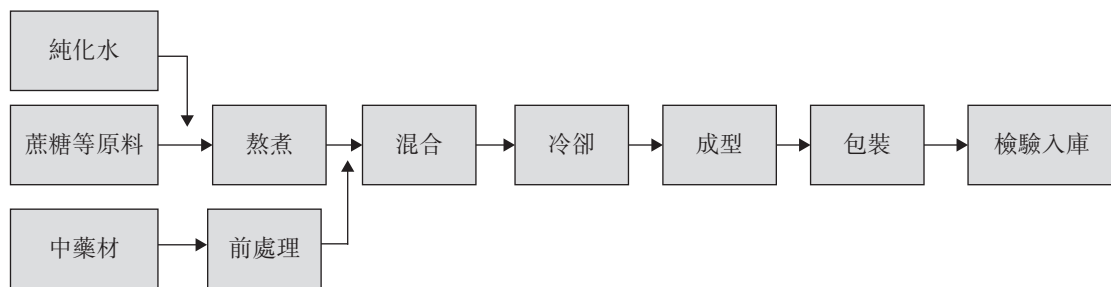 純化水
蔗糖等原料
熬煮
混合
冷卻
成型
包裝
檢驗入庫
中藥材
前處理